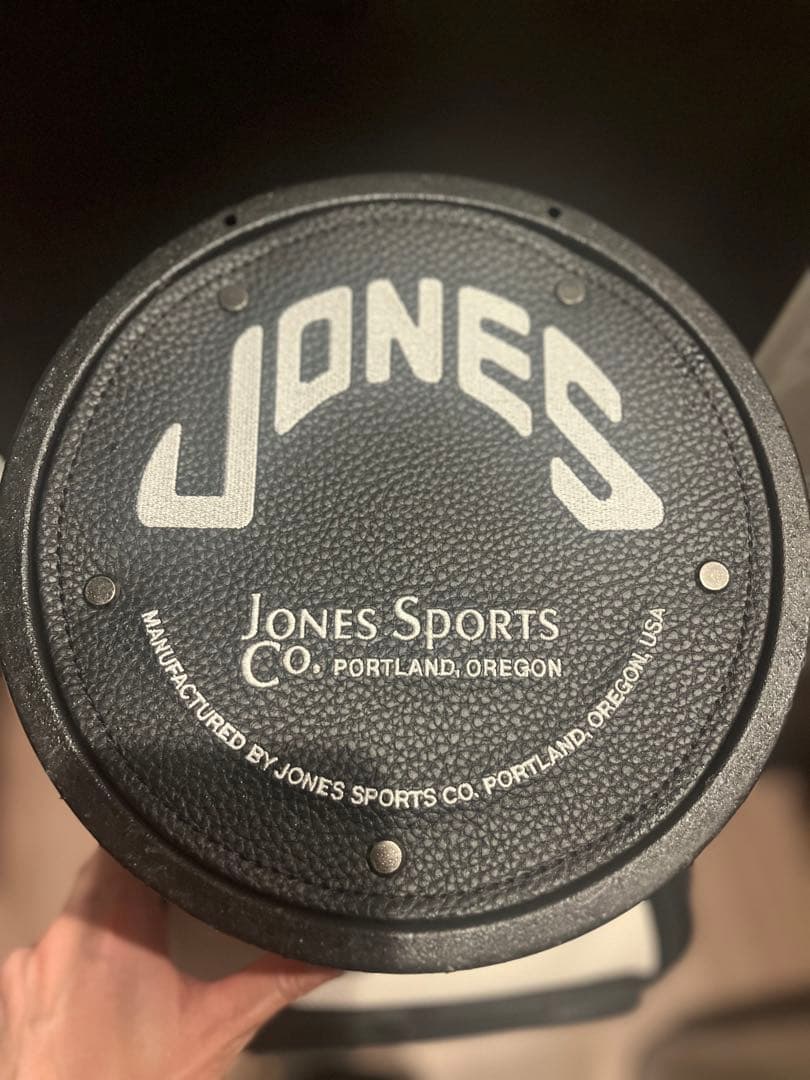 JONES
JONES SPORTS
CO. PORTLAND, OREGON
MANUFACTURED BY JONES SPORTS CO. PORTLAND, OREGON, USA